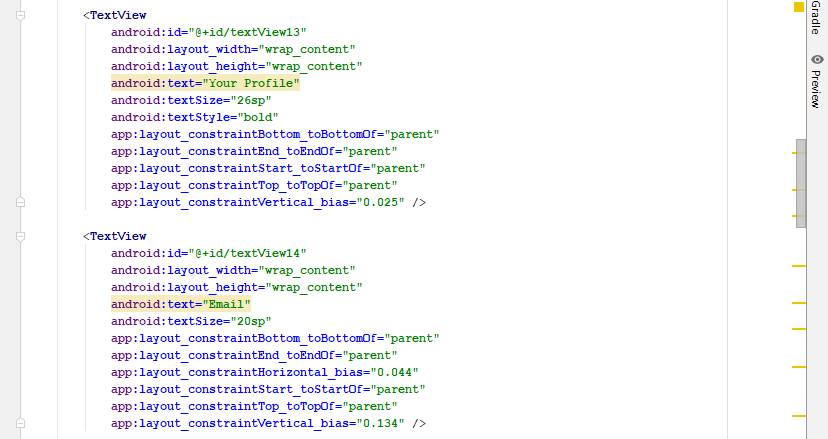 <TextView
android:id="@+id/textView13"
android:layout_width="wrap_content"
android:layout_height="wrap_content"
android:text="Your Profile"
android:textSize="26sp"
android:textStyle="bold"
app:layout_constraintBottom_toBottomOf="parent"
app:layout_constraintEnd_toEndOf="parent"
app:layout_constraintStart_toStartOf="parent"
app:layout_constraintTop_toTopOf="parent"
app:layout_constraintVertical_bias="0.025" />
<TextView
android:id="@+id/textView14"
android:layout_width="wrap_content"
android:layout_height="wrap_content"
android:text="Email"
android:textSize="20sp"
app:layout_constraintBottom_toBottomOf="parent"
app:layout_constraintEnd_toEndOf="parent"
app:layout_constraintHorizontal_bias="0.044"
app:layout_constraintStart_toStartOf="parent"
app:layout_constraintTop_toTopOf="parent"
app:layout_constraintVertical_bias="0.134" />
Gradle
Preview